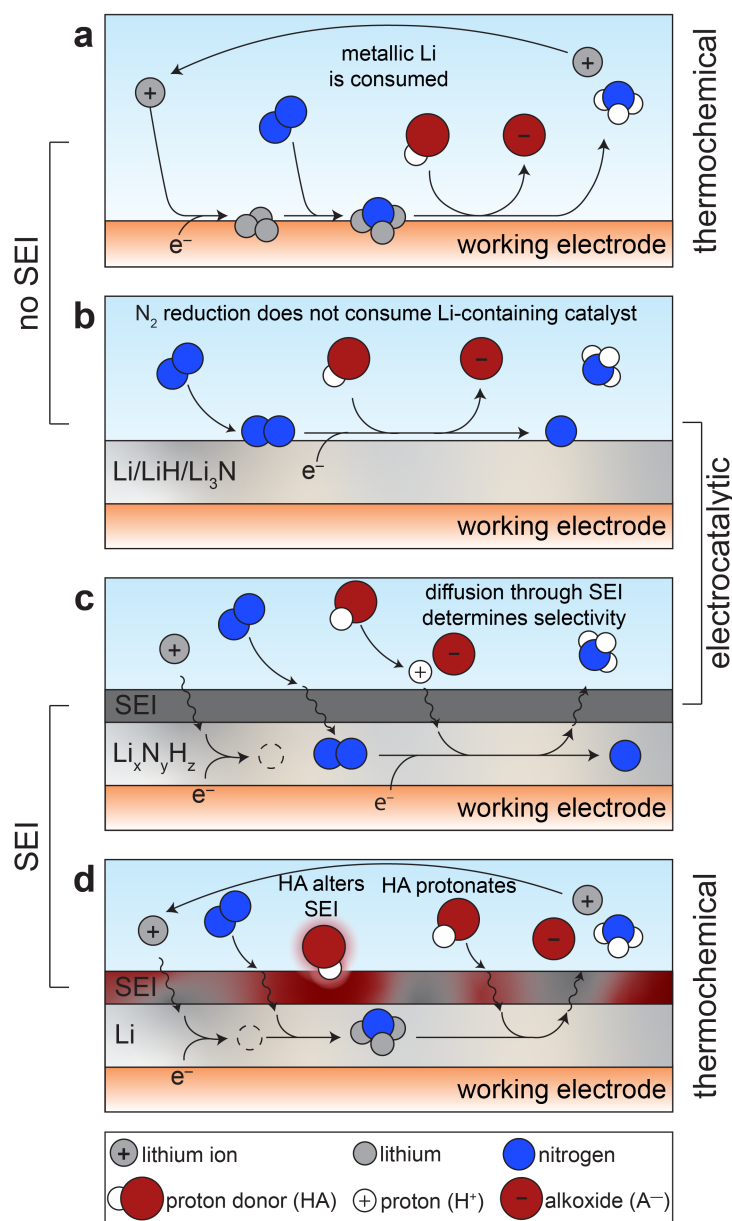 a
metallic Li
is consumed
e⁻
working electrode
thermochemical
no SEI
b
N₂ reduction does not consume Li-containing catalyst
Li/LiH/Li₃N
e⁻
working electrode
electrocatalytic
c
diffusion through SEI
determines selectivity
+
−
+
SEI
LiₓNᵧH_z
e⁻
e⁻
working electrode
SEI
d
HA alters
SEI
HA protonates
SEI
Li
e⁻
working electrode
thermochemical
lithium ion
lithium
nitrogen
proton donor (HA)
proton (H⁺)
alkoxide (A⁻)